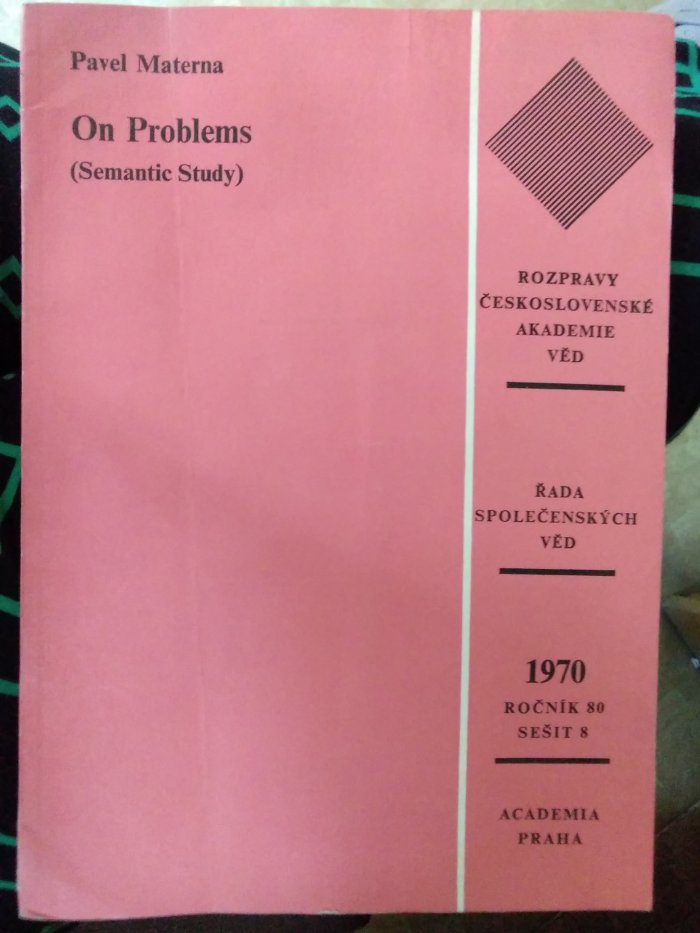 Pavel Materna
On Problems
(Semantic Study)
ROZPRAVY
ČESKOSLOVENSKÉ
AKADEMIE
VĚD
ŘADA
SPOLEČENSKÝCH
VĚD
1970
ROČNÍK 80
SEŠIT 8
ACADEMIA
PRAHA